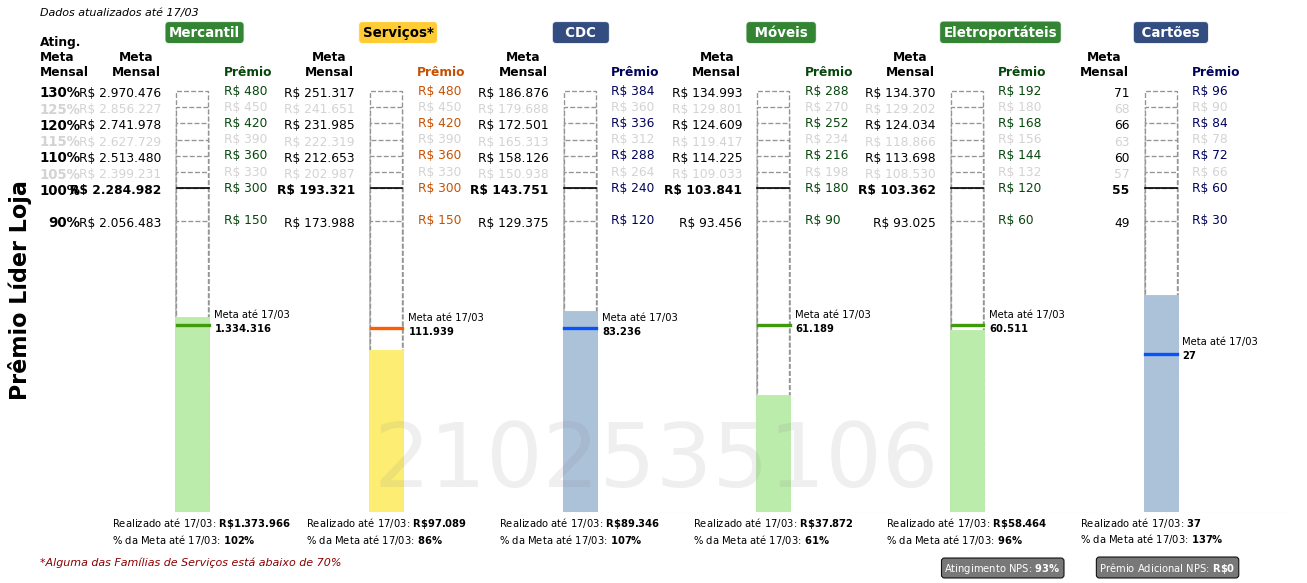 Dados atualizados até 17/03
Mercantil Serviços* CDC Móveis Eletroportáteis Cartões
Ating.
Meta Meta Meta Meta Meta Meta Meta
Mensal Mensal Prêmio Mensal Prêmio Mensal Prêmio Mensal Prêmio Mensal Prêmio Mensal Prêmio
130% R$ 2.970.476 R$ 480 R$ 251.317 R$ 480 R$ 186.876 R$ 384 R$ 134.993 R$ 288 R$ 134.370 R$ 192 71 R$ 96
125% R$ 2.856.227 R$ 450 R$ 241.651 R$ 450 R$ 179.688 R$ 360 R$ 129.801 R$ 270 R$ 129.202 R$ 180 68 R$ 90
120% R$ 2.741.978 R$ 420 R$ 231.985 R$ 420 R$ 172.501 R$ 336 R$ 124.609 R$ 252 R$ 124.034 R$ 168 66 R$ 84
115% R$ 2.627.729 R$ 390 R$ 222.319 R$ 390 R$ 165.313 R$ 312 R$ 119.417 R$ 234 R$ 118.866 R$ 156 63 R$ 78
110% R$ 2.513.480 R$ 360 R$ 212.653 R$ 360 R$ 158.126 R$ 288 R$ 114.225 R$ 216 R$ 113.698 R$ 144 60 R$ 72
105% R$ 2.399.231 R$ 330 R$ 202.987 R$ 330 R$ 150.938 R$ 264 R$ 109.033 R$ 198 R$ 108.530 R$ 132 57 R$ 66
100% R$ 2.284.982 R$ 300 R$ 193.321 R$ 300 R$ 143.751 R$ 240 R$ 103.841 R$ 180 R$ 103.362 R$ 120 55 R$ 60
90% R$ 2.056.483 R$ 150 R$ 173.988 R$ 150 R$ 129.375 R$ 120 R$ 93.456 R$ 90 R$ 93.025 R$ 60 49 R$ 30
Prêmio Líder Loja
Meta até 17/03 Meta até 17/03 Meta até 17/03 Meta até 17/03 Meta até 17/03 Meta até 17/03
1.334.316 111.939 83.236 61.189 60.511 27
2102535106
Realizado até 17/03: R$1.373.966 Realizado até 17/03: R$97.089 Realizado até 17/03: R$89.346 Realizado até 17/03: R$37.872 Realizado até 17/03: R$58.464 Realizado até 17/03: 37
% da Meta até 17/03: 102% % da Meta até 17/03: 86% % da Meta até 17/03: 107% % da Meta até 17/03: 61% % da Meta até 17/03: 96% % da Meta até 17/03: 137%
*Alguma das Famílias de Serviços está abaixo de 70% Atingimento NPS: 93% Prêmio Adicional NPS: R$0